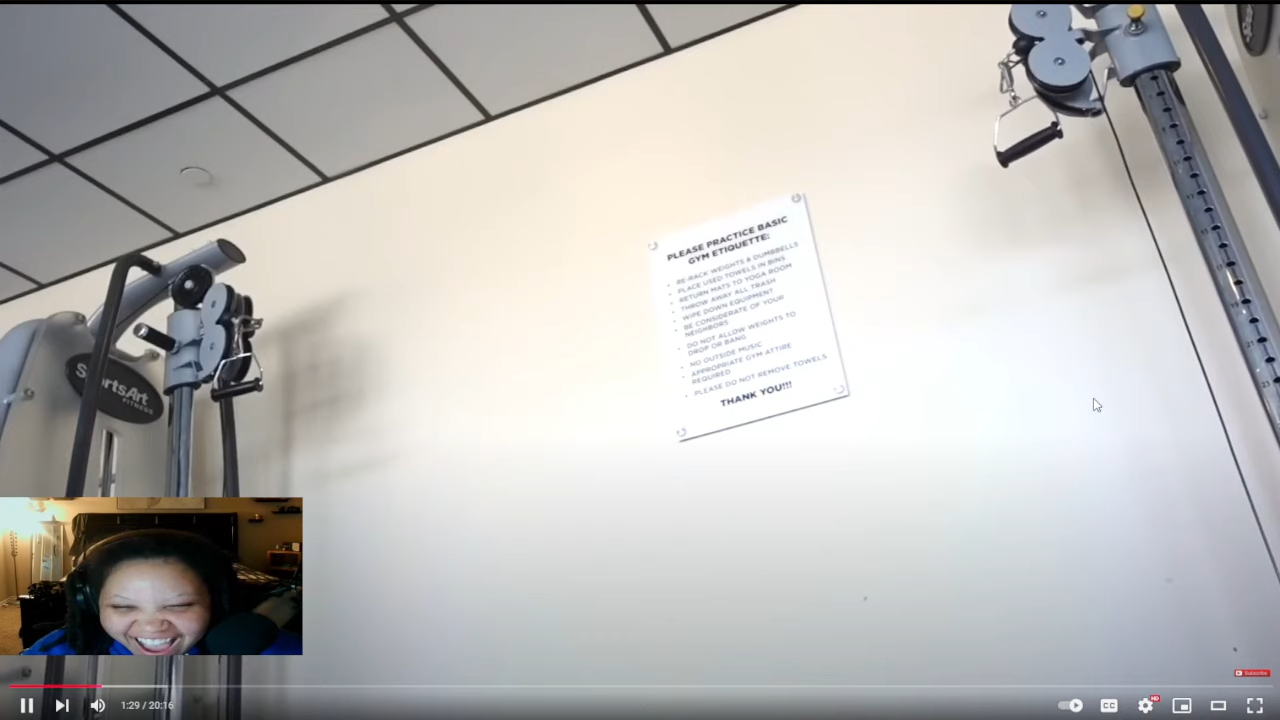 PLEASE PRACTICE BASIC
GYM ETIQUETTE:
• RE-RACK WEIGHTS & DUMBBELLS
• PLACE USED TOWELS IN BINS
• RETURN MATS TO YOGA ROOM
• THROW AWAY ALL TRASH
• WIPE DOWN EQUIPMENT
• BE CONSIDERATE OF YOUR
NEIGHBORS
• DO NOT ALLOW WEIGHTS TO
DROP OR BANG
• NO OUTSIDE MUSIC
• APPROPRIATE GYM ATTIRE
REQUIRED
• PLEASE DO NOT REMOVE TOWELS
THANK YOU!!!
SportsArt
FITNESS
Subscribe
1:29 / 20:16
CC
HD